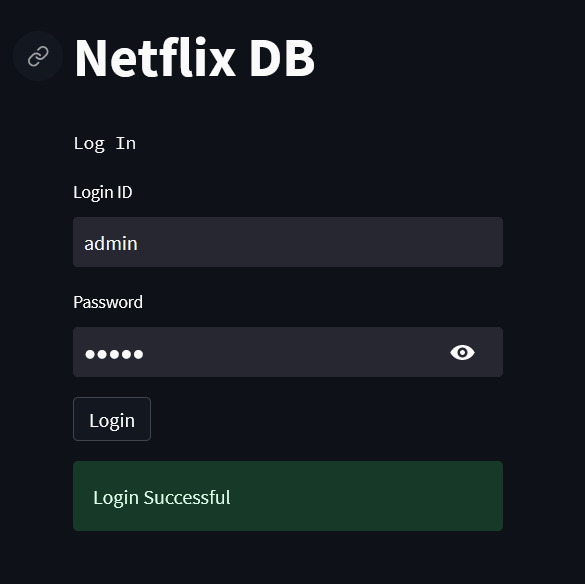 Netflix DB
Log In
Login ID
admin
Password
●●●●●
Login
Login Successful